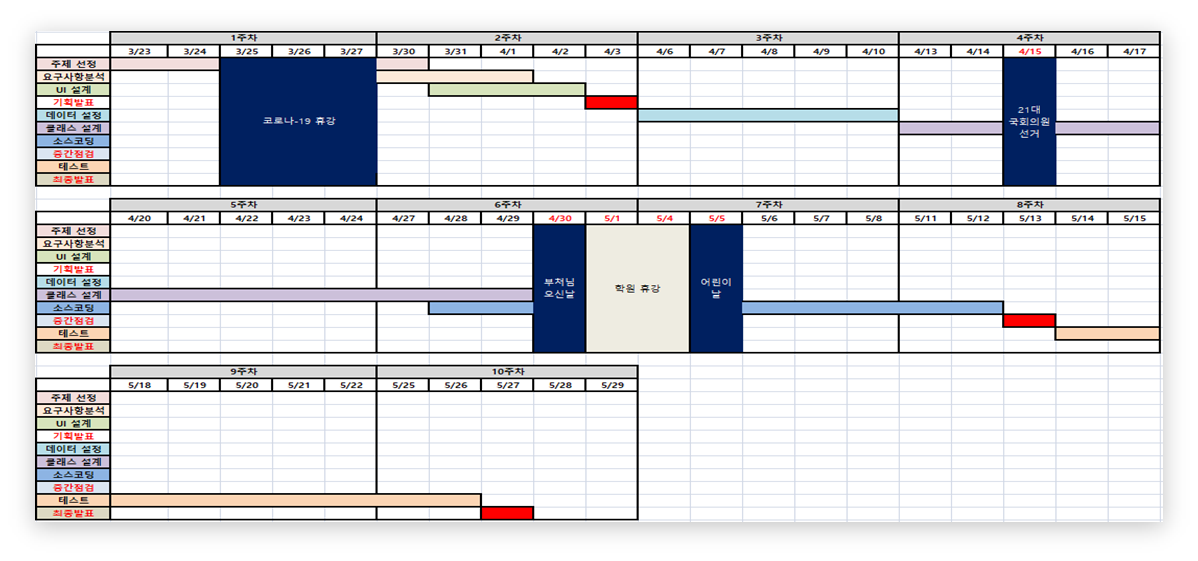 1주차 2주차 3주차 4주차
3/23 3/24 3/25 3/26 3/27 3/30 3/31 4/1 4/2 4/3 4/6 4/7 4/8 4/9 4/10 4/13 4/14 4/15 4/16 4/17
주제 선정
요구사항분석
UI 설계
기획발표
데이터 설정
클래스 설계
소스코딩
중간점검
테스트
최종발표
코로나-19 휴강
21대
국회의원
선거
5주차 6주차 7주차 8주차
4/20 4/21 4/22 4/23 4/24 4/27 4/28 4/29 4/30 5/1 5/4 5/5 5/6 5/7 5/8 5/11 5/12 5/13 5/14 5/15
주제 선정
요구사항분석
UI 설계
기획발표
데이터 설정
클래스 설계
소스코딩
중간점검
테스트
최종발표
부처님
오신날
학원 휴강
어린이
날
9주차 10주차
5/18 5/19 5/20 5/21 5/22 5/25 5/26 5/27 5/28 5/29
주제 선정
요구사항분석
UI 설계
기획발표
데이터 설정
클래스 설계
소스코딩
중간점검
테스트
최종발표